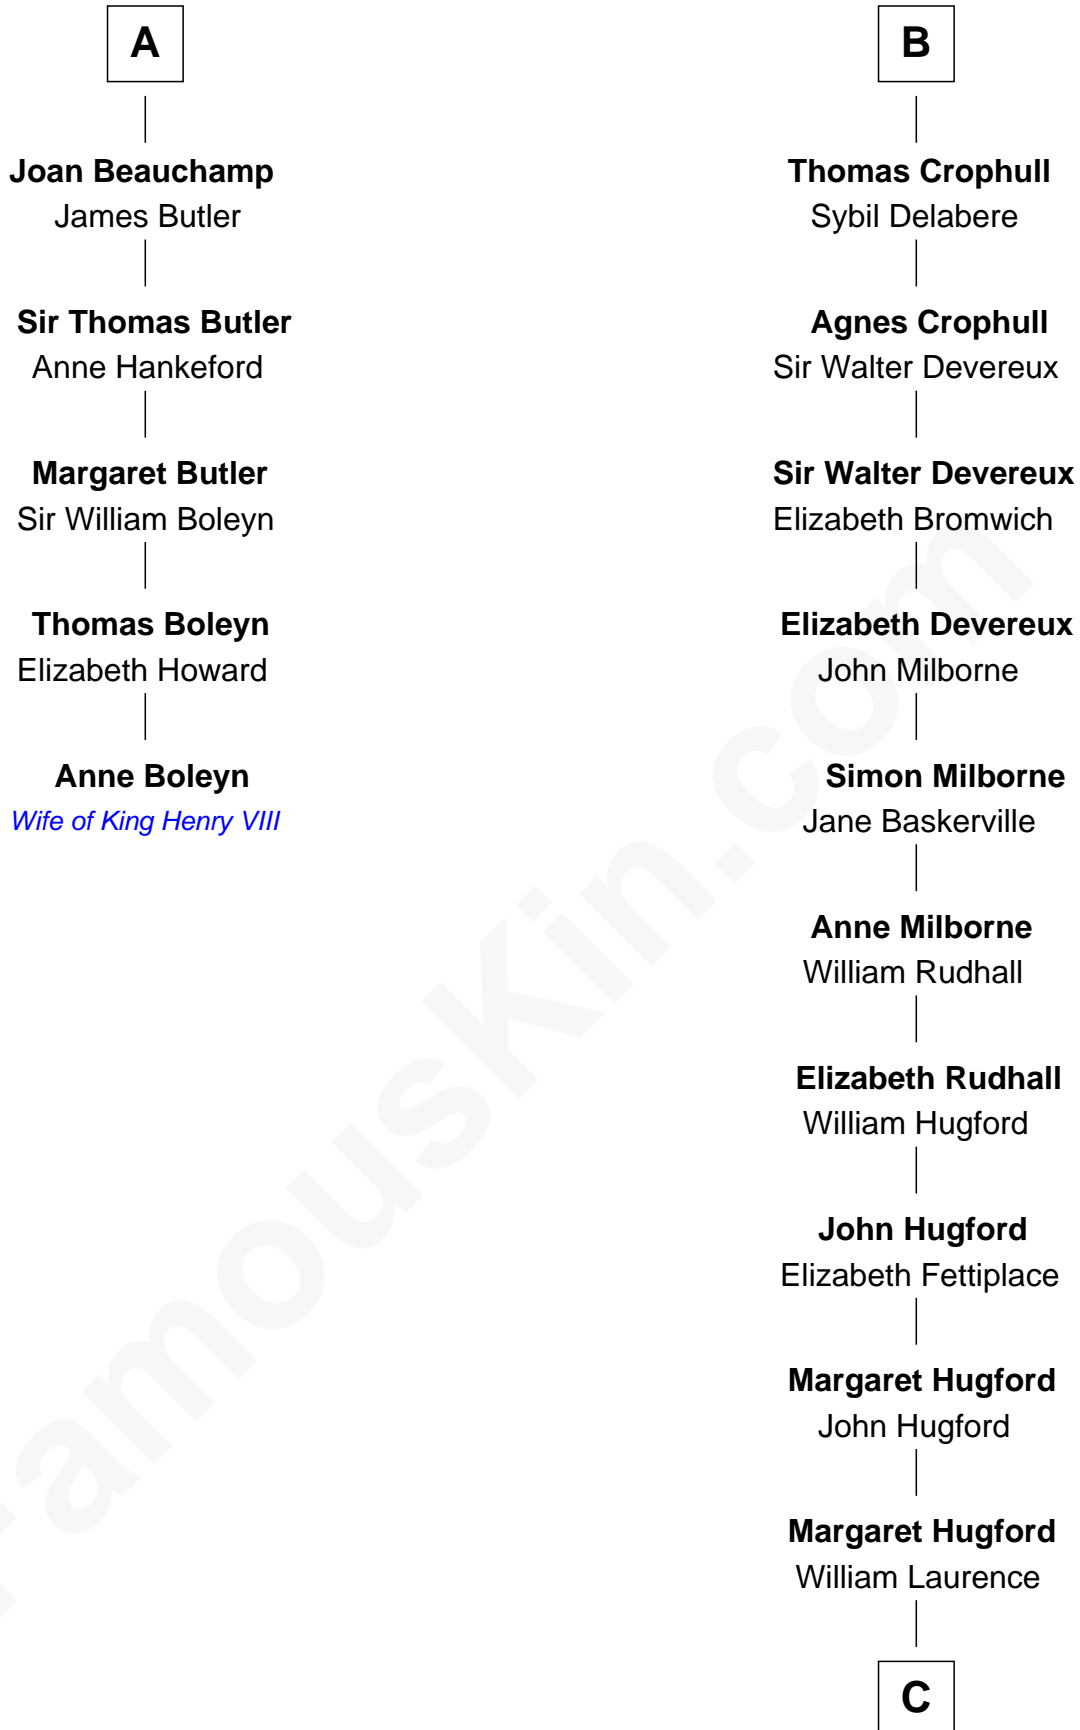 A
Joan Beauchamp
James Butler
Sir Thomas Butler
Anne Hankeford
Margaret Butler
Sir William Boleyn
Thomas Boleyn
Elizabeth Howard
Anne Boleyn
Wife of King Henry VIII
B
Thomas Crophull
Sybil Delabere
Agnes Crophull
Sir Walter Devereux
Sir Walter Devereux
Elizabeth Bromwich
Elizabeth Devereux
John Milborne
Simon Milborne
Jane Baskerville
Anne Milborne
William Rudhall
Elizabeth Rudhall
William Hugford
John Hugford
Elizabeth Fettiplace
Margaret Hugford
John Hugford
Margaret Hugford
William Laurence
C
FamousKin.com